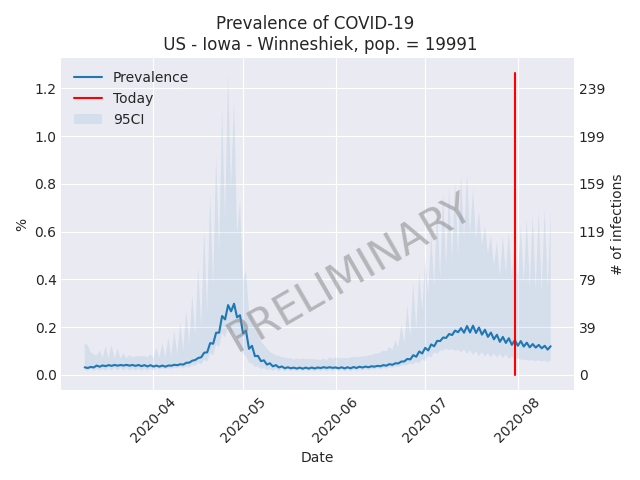 Prevalence of COVID-19
US - Iowa - Winneshiek, pop. = 19991
Prevalence
Today
95CI
PRELIMINARY
1.2
1.0
0.8
0.6
0.4
0.2
0.0
%
239
199
159
119
79
39
0
# of infections
2020-04
2020-05
2020-06
2020-07
2020-08
Date